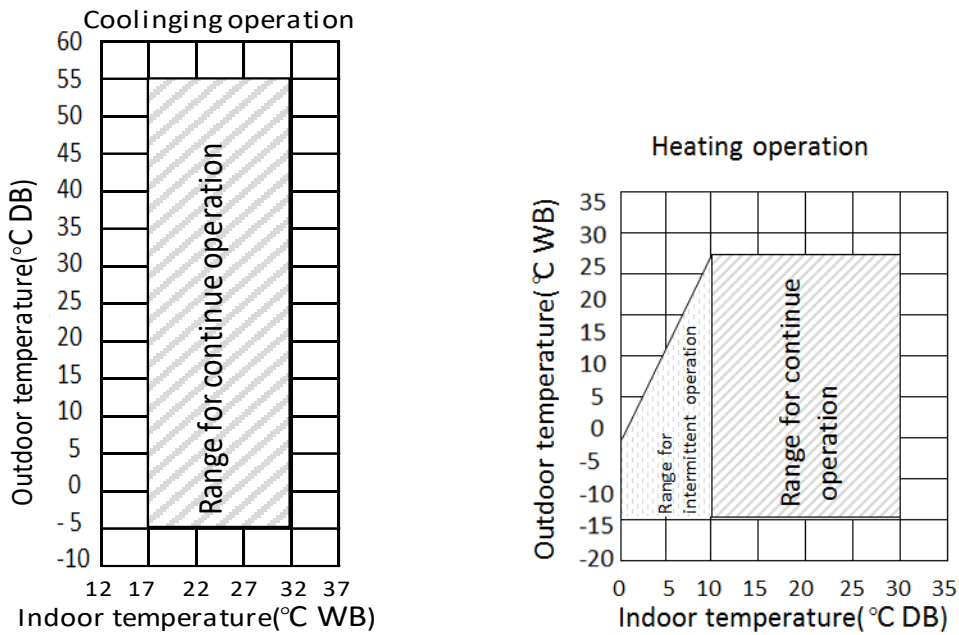 Coolinging operation
60
55
50
45
40
35
30
25
20
15
10
5
0
-5
-10
12 17 22 27 32 37
Outdoor temperature(°C DB)
Range for continue operation
Indoor temperature(°C WB)
Heating operation
35
30
25
20
15
10
5
0
-5
-10
-15
-20
0 5 10 15 20 25 30 35
Outdoor temperature(°C WB)
Range for
intermittent operation
Range for continue
operation
Indoor temperature(°C DB)